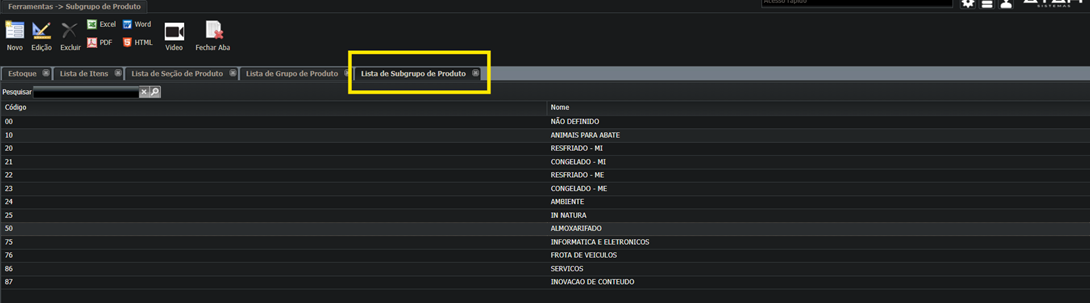 Ferramentas -> Subgrupo de Produto
Acesso rápido
SISTEMAS
Novo Edição Excluir Excel Word PDF HTML Video Fechar Aba
Estoque Lista de Itens Lista de Seção de Produto Lista de Grupo de Produto Lista de Subgrupo de Produto
Pesquisar
Código Nome
00 NÃO DEFINIDO
10 ANIMAIS PARA ABATE
20 RESFRIADO - MI
21 CONGELADO - MI
22 RESFRIADO - ME
23 CONGELADO - ME
24 AMBIENTE
25 IN NATURA
50 ALMOXARIFADO
75 INFORMATICA E ELETRONICOS
76 FROTA DE VEICULOS
86 SERVICOS
87 INOVACAO DE CONTEUDO